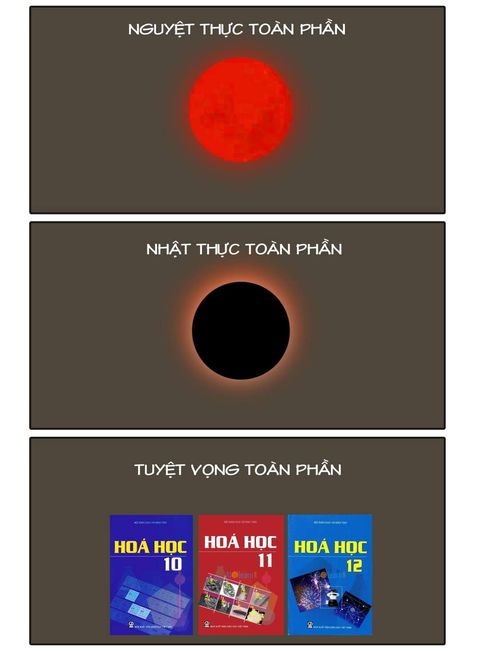 NGUYỆT THỰC TOÀN PHẦN
NHẬT THỰC TOÀN PHẦN
TUYỆT VỌNG TOÀN PHẦN
HOÁ HỌC
10
HOÁ HỌC
11
HOÁ HỌC
12